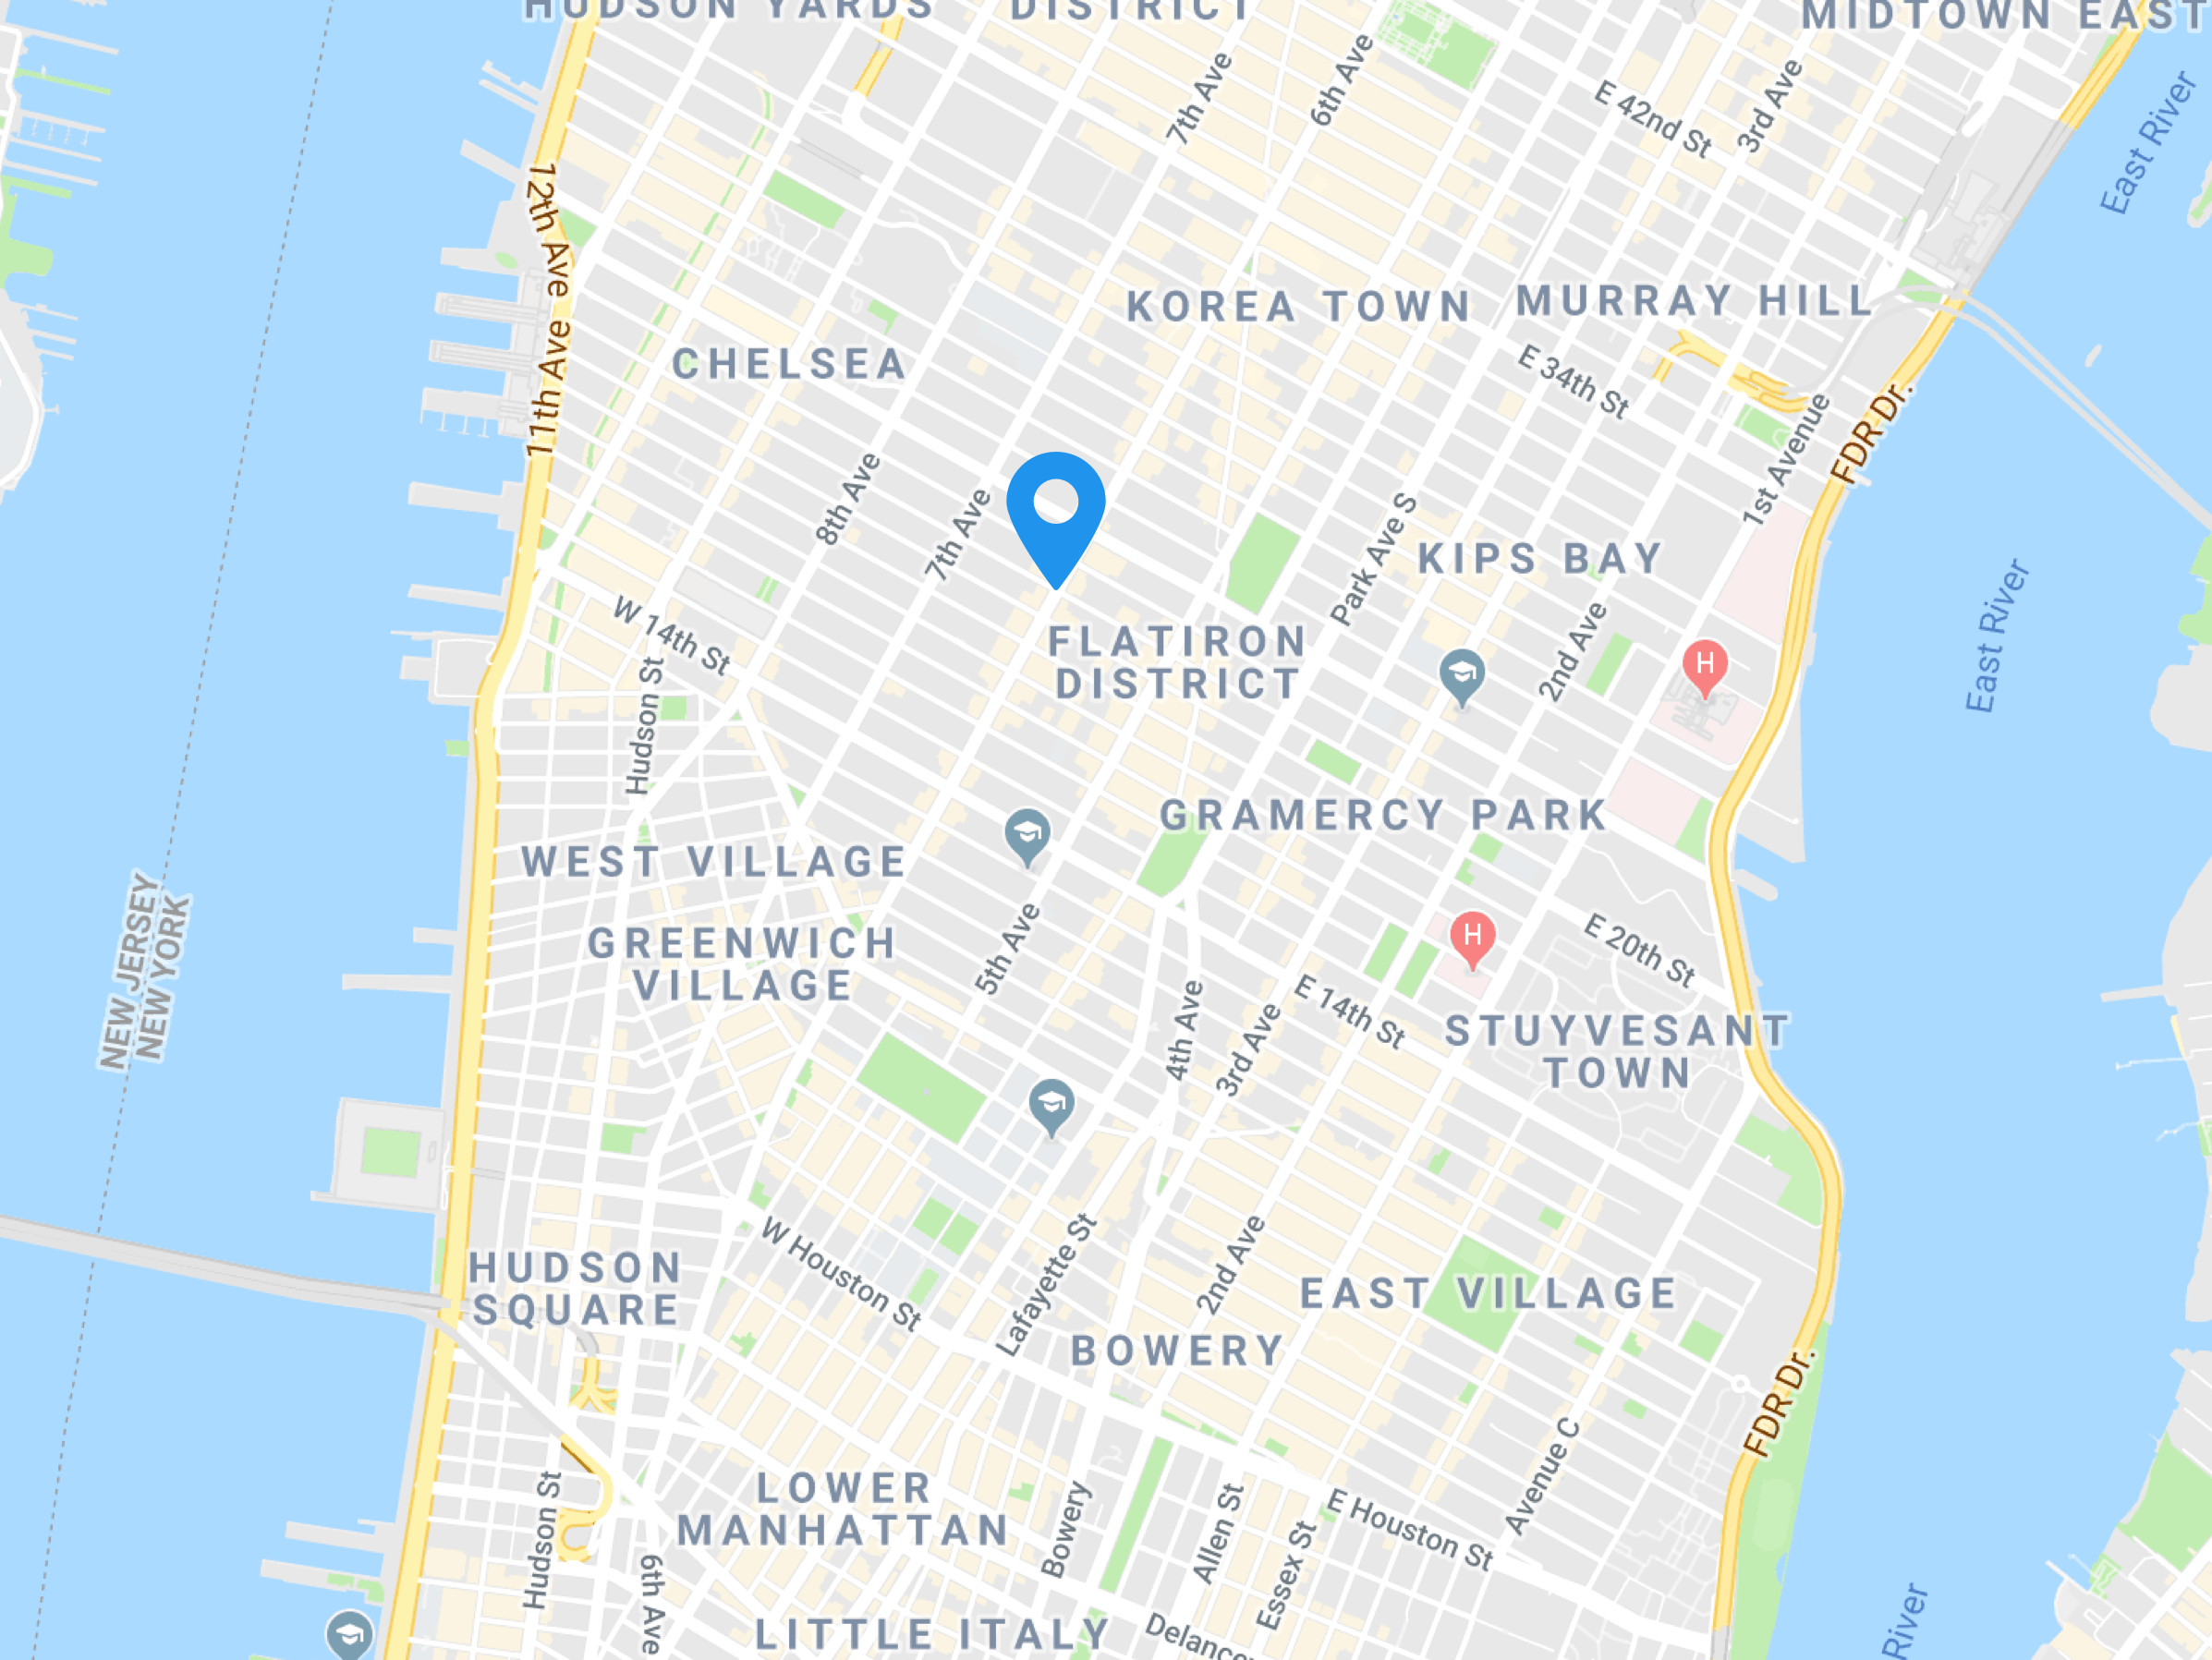 HUDSON YARDS
DISTRICT
MIDTOWN EAST
7th Ave
6th Ave
E 42nd St
3rd Ave
East River
12th Ave
11th Ave
KOREA TOWN
MURRAY HILL
CHELSEA
E 34th St
1st Avenue
FDR Dr.
8th Ave
7th Ave
Park Ave S
KIPS BAY
East River
W 14th St
Hudson St
FLATIRON
DISTRICT
2nd Ave
H
GRAMERCY PARK
WEST VILLAGE
GREENWICH
VILLAGE
5th Ave
H
E 20th St
NEW JERSEY
NEW YORK
4th Ave
3rd Ave
E 14th St
STUYVESANT
TOWN
HUDSON
SQUARE
W Houston St
Lafayette St
2nd Ave
EAST VILLAGE
BOWERY
FDR Dr.
Avenue C
LOWER
MANHATTAN
Hudson St
6th Ave
Bowery
Allen St
Essex St
E Houston St
LITTLE ITALY
Delance
River